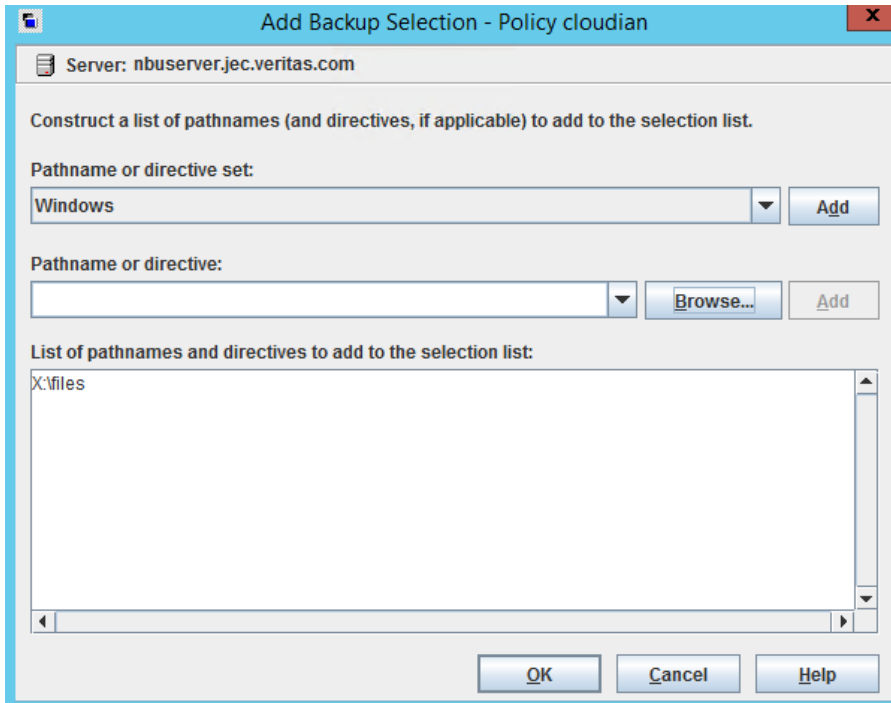 Add Backup Selection - Policy cloudian
x
Server: nbuserver.jec.veritas.com
Construct a list of pathnames (and directives, if applicable) to add to the selection list.
Pathname or directive set:
Windows
Add
Pathname or directive:
Browse...
Add
List of pathnames and directives to add to the selection list:
X:\files
OK
Cancel
Help